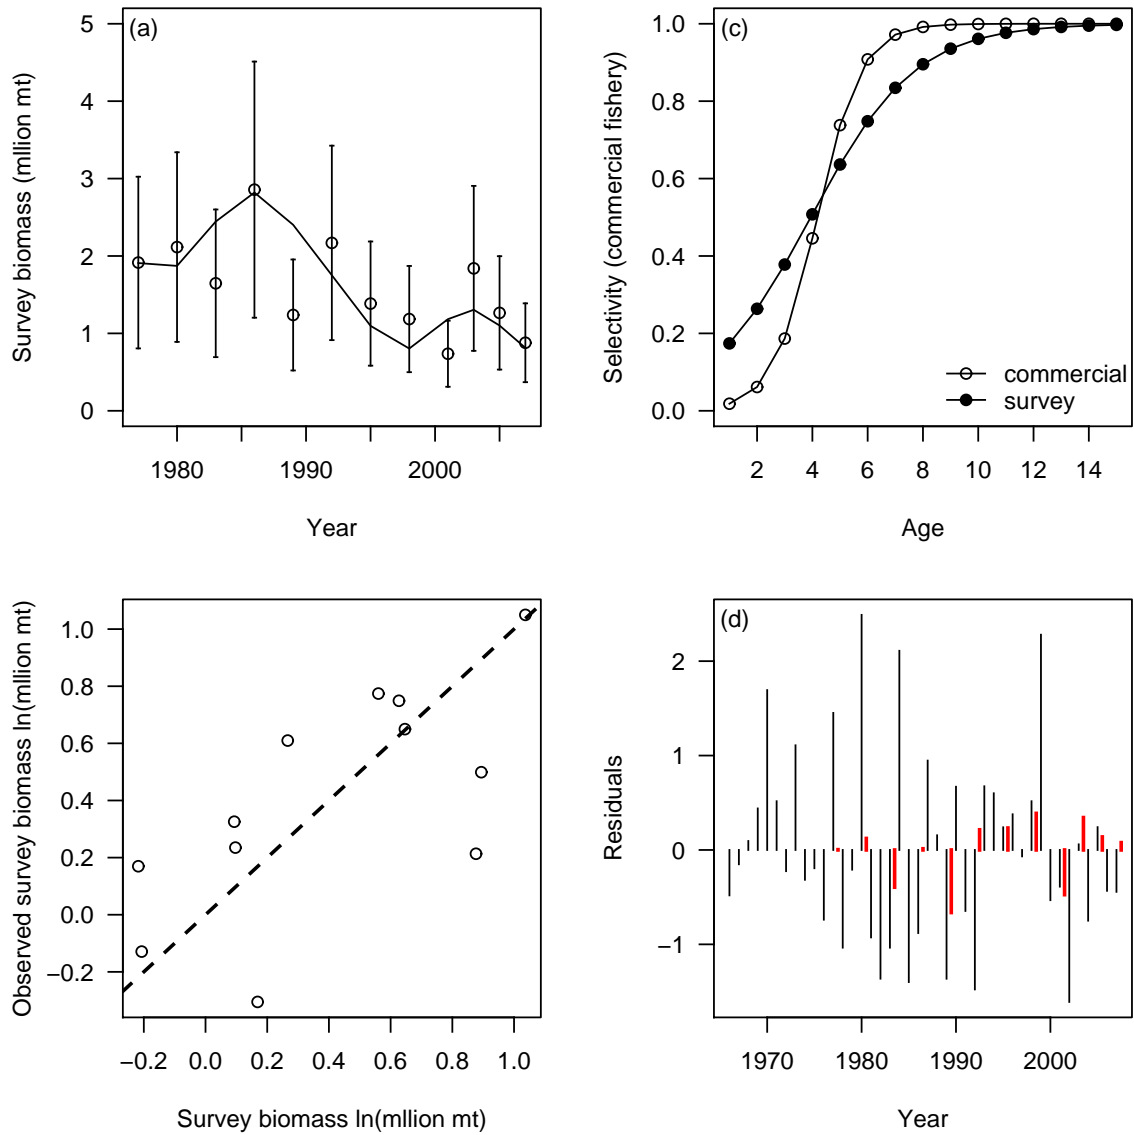 (a)
Survey biomass (mllion mt)
5
4
3
2
1
0
1980 1990 2000
Year
(c)
Selectivity (commercial fishery)
1.0
0.8
0.6
0.4
0.2
0.0
commercial
survey
2 4 6 8 10 12 14
Age
Observed survey biomass ln(mllion mt)
1.0
0.8
0.6
0.4
0.2
0.0
−0.2
−0.2 0.0 0.2 0.4 0.6 0.8 1.0
Survey biomass ln(mllion mt)
(d)
Residuals
2
1
0
−1
1970 1980 1990 2000
Year